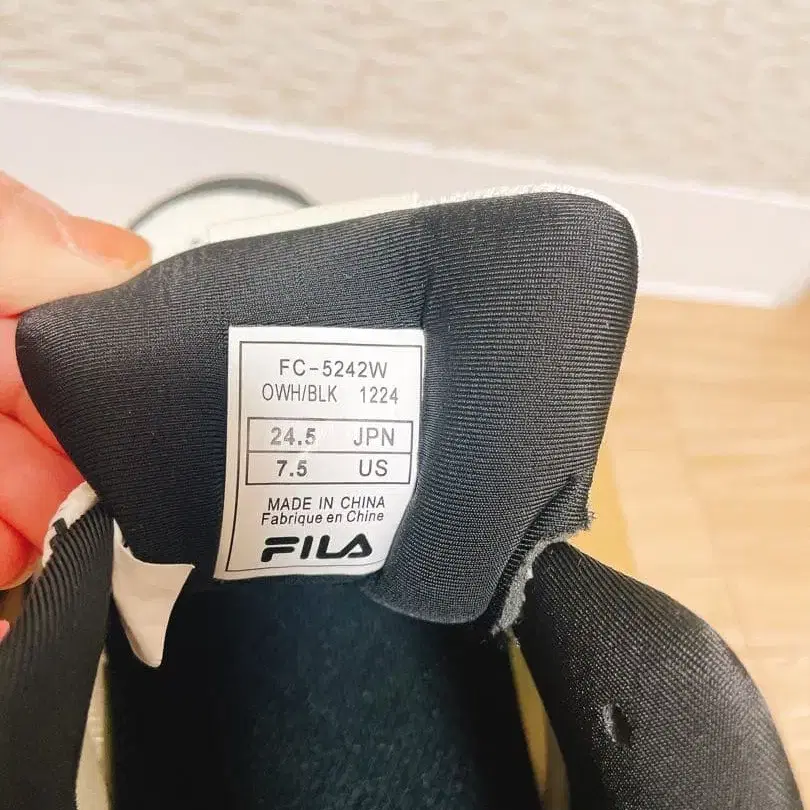 FC-5242W
OWH/BLK 1224
24.5 JPN
7.5 US
MADE IN CHINA
Fabrique en Chine
FILA